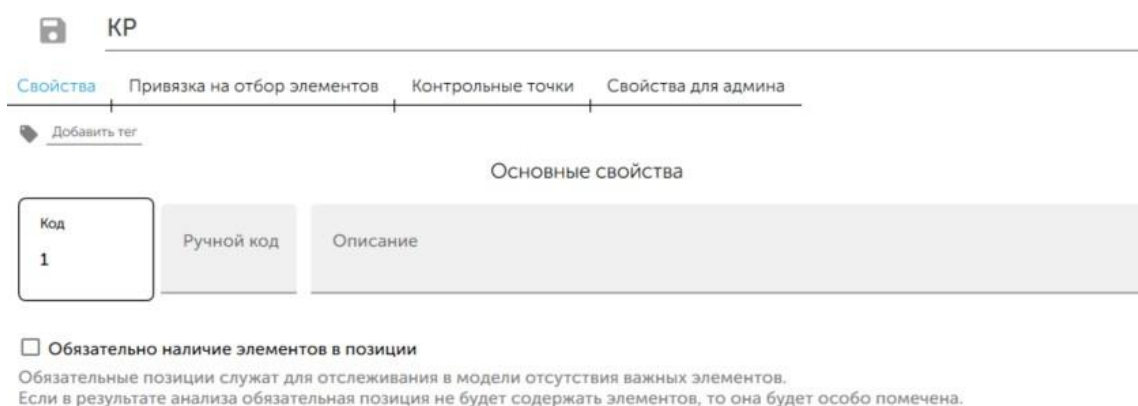 КР
Свойства Привязка на отбор элементов Контрольные точки Свойства для админа
Добавить тег
Основные свойства
Код
1
Ручной код
Описание
Обязательно наличие элементов в позиции
Обязательные позиции служат для отслеживания в модели отсутствия важных элементов.
Если в результате анализа обязательная позиция не будет содержать элементов, то она будет особо помечена.